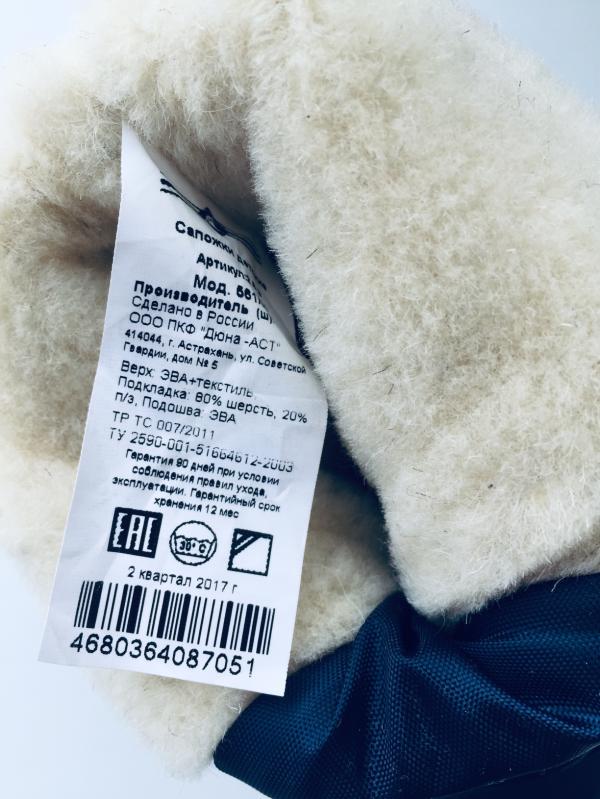 Сапожки
Артикул
Мод.
Производитель (ш)
Сделано в России
ООО ПКФ "Дюна -АСТ"
414044, г. Астрахань, ул. Советской
Гвардии, дом № 5
Верх: ЭВА+текстиль,
Подкладка: 80% шерсть, 20%
п/э, Подошва: ЭВА
ТР ТС 007/2011
ТУ 2590-001-51664612-2003
Гарантия 90 дней при условии
соблюдения правил ухода,
эксплуатации. Гарантийный срок
хранения 12 мес
EAC 30° C
2 квартал 2017 г
4680364087051